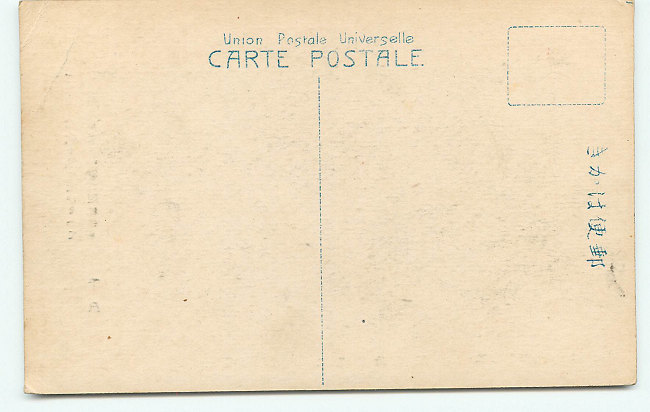 Union Postale Universelle
CARTE POSTALE
郵便はかき